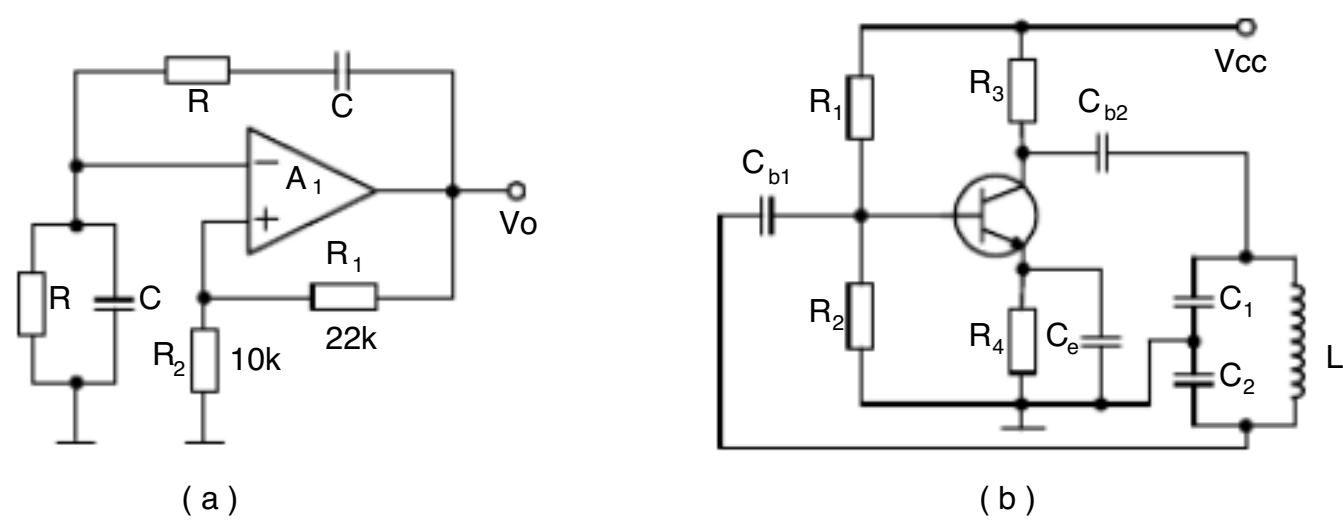 R
C
A1
−
+
Vo
R
C
R1
22k
R2
10k
( a )
Vcc
R1
R3
Cb2
Cb1
R2
R4
Ce
C1
C2
L
( b )